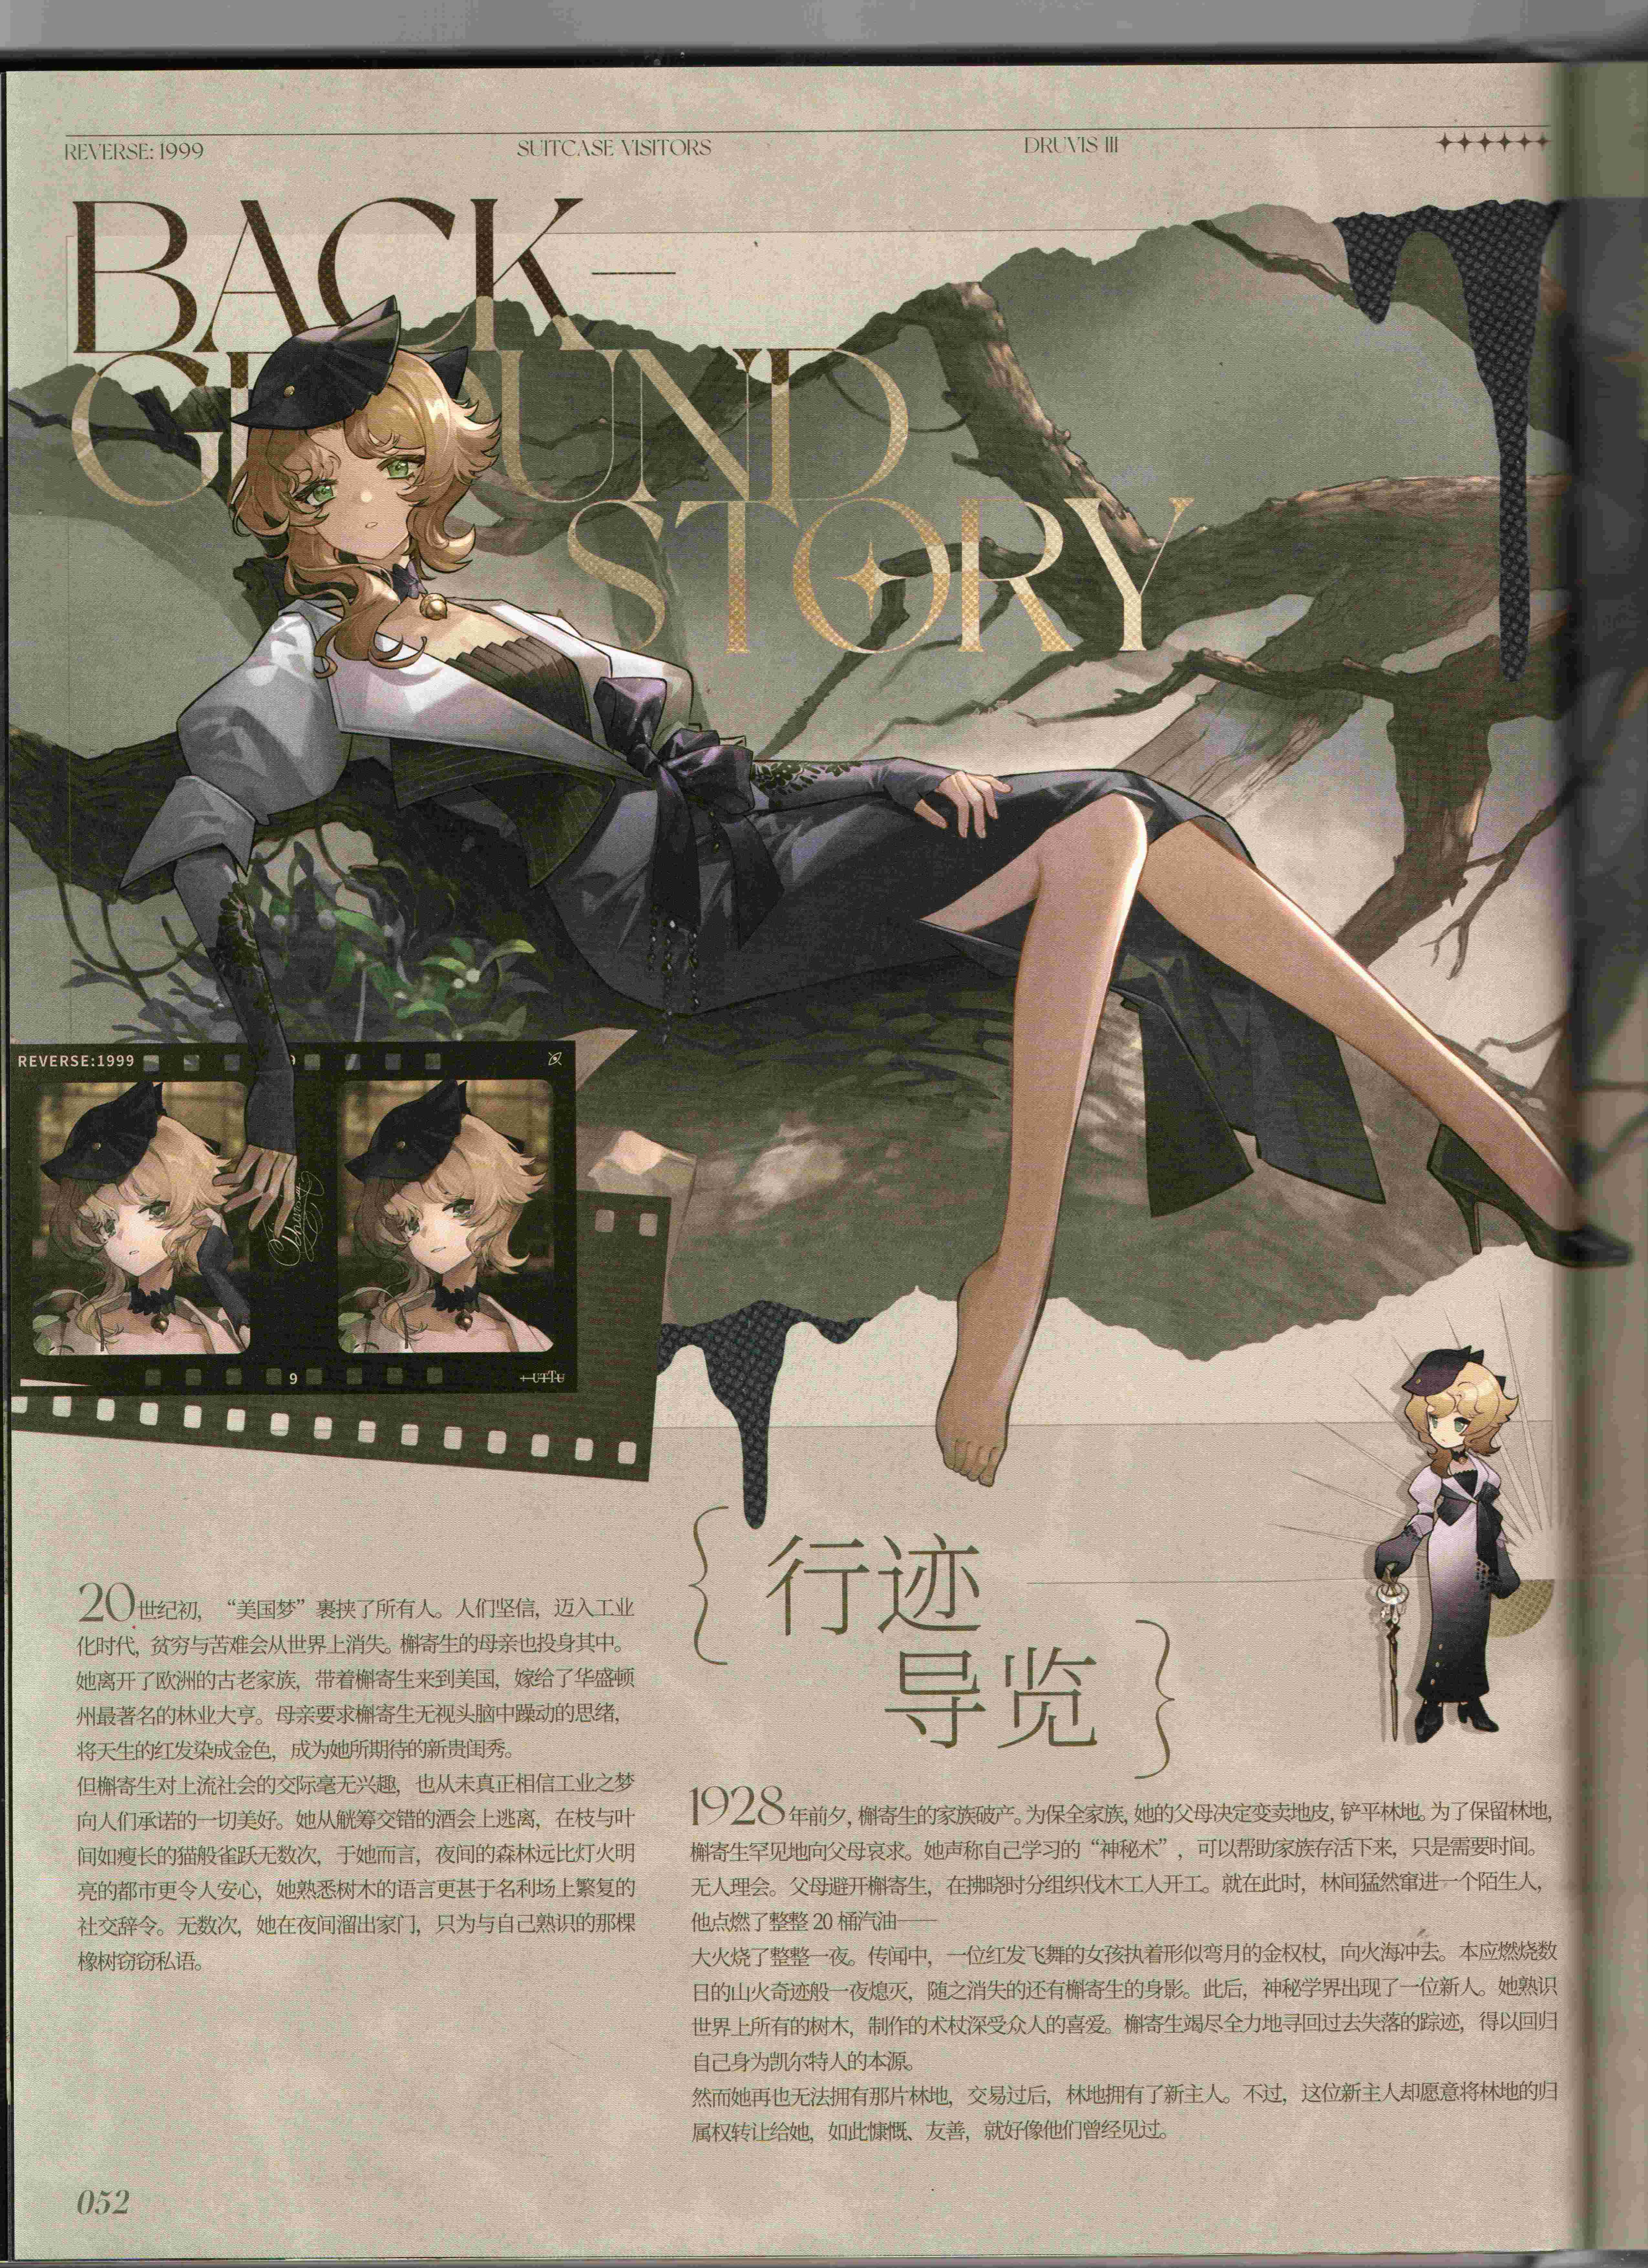 REVERSE: 1999
SUITCASE VISITORS
DRUVIS III
BACK—
GROUND
STORY
REVERSE:1999
9
UTTU
行迹
导览
20世纪初，“美国梦”裹挟了所有人。人们坚信，迈入工业
化时代，贫穷与苦难会从世界上消失。槲寄生的母亲也投身其中。
她离开了欧洲的古老家族，带着槲寄生来到美国，嫁给了华盛顿
州最著名的林业大亨。母亲要求槲寄生无视头脑中躁动的思绪，
将天生的红发染成金色，成为她所期待的新贵闺秀。
但槲寄生对上流社会的交际毫无兴趣，也从未真正相信工业之梦
向人们承诺的一切美好。她从觥筹交错的酒会上逃离，在枝与叶
间如瘦长的猫般雀跃无数次，于她而言，夜间的森林远比灯火明
亮的都市更令人安心，她熟悉树木的语言更甚于名利场上繁复的
社交辞令。无数次，她在夜间溜出家门，只为与自己熟识的那棵
橡树窃窃私语。
1928年前夕，槲寄生的家族破产。为保全家族，她的父母决定变卖地皮，铲平林地。为了保留林地，
槲寄生罕见地向父母哀求。她声称自己学习的“神秘术”，可以帮助家族存活下来，只是需要时间。
无人理会。父母避开槲寄生，在拂晓时分组织伐木工人开工。就在此时，林间猛然窜进一个陌生人，
他点燃了整整 20 桶汽油——
大火烧了整整一夜。传闻中，一位红发飞舞的女孩执着形似弯月的金权杖，向火海冲去。本应燃烧数
日的山火奇迹般一夜熄灭，随之消失的还有槲寄生的身影。此后，神秘学界出现了一位新人。她熟识
世界上所有的树木，制作的术杖深受众人的喜爱。槲寄生竭尽全力地寻回过去失落的踪迹，得以回归
自己身为凯尔特人的本源。
然而她再也无法拥有那片林地，交易过后，林地拥有了新主人。不过，这位新主人却愿意将林地的归
属权转让给她，如此慷慨、友善，就好像他们曾经见过。
052